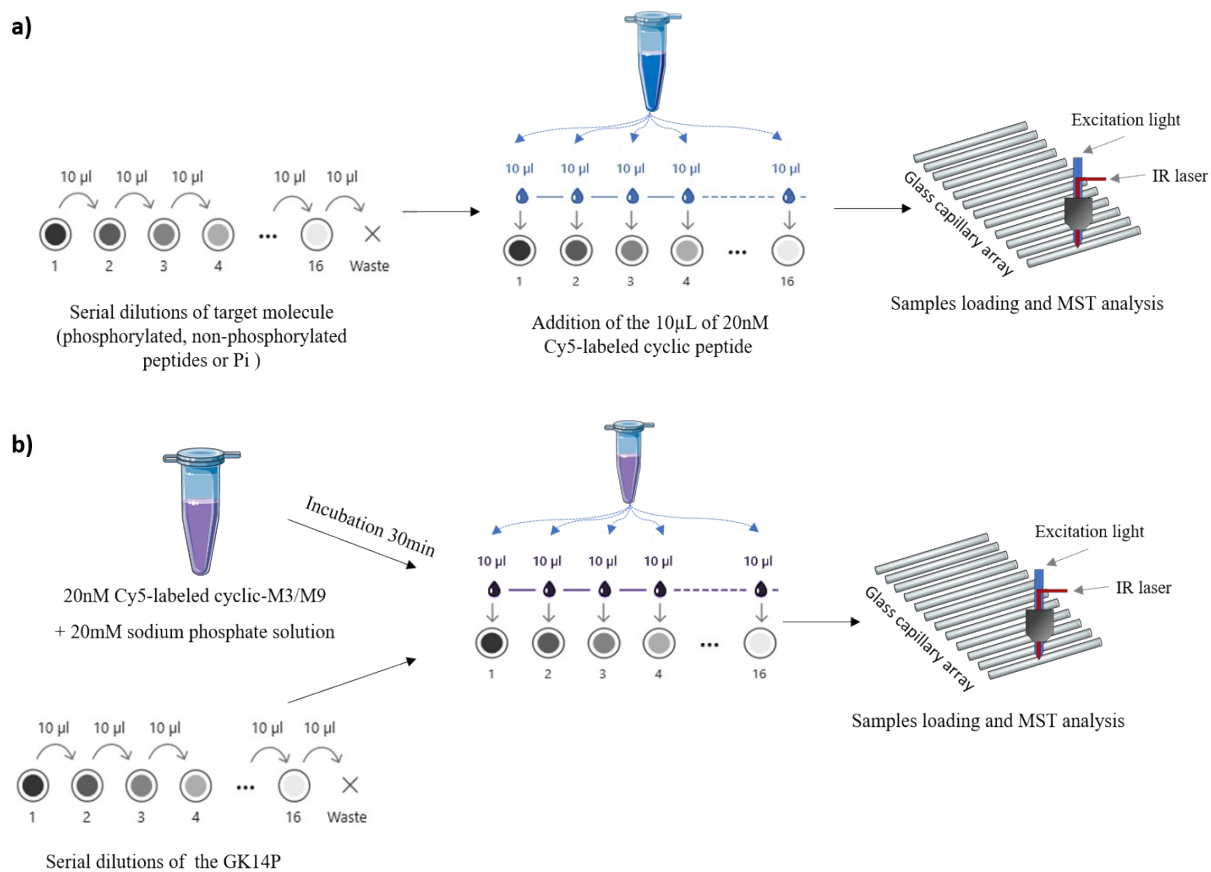 a)
Excitation light
10 µl 10 µl 10 µl 10 µl 10 µl
10 µl 10 µl 10 µl 10 µl 10 µl
IR laser
Glass capillary array
1 2 3 4 ... 16 Waste
1 2 3 4 ... 16
Serial dilutions of target molecule
(phosphorylated, non-phosphorylated
peptides or Pi )
Addition of the 10µL of 20nM
Cy5-labeled cyclic peptide
Samples loading and MST analysis
b)
Incubation 30min
20nM Cy5-labeled cyclic-M3/M9
+ 20mM sodium phosphate solution
10 µl 10 µl 10 µl 10 µl 10 µl
1 2 3 4 ... 16
Excitation light
IR laser
Glass capillary array
Samples loading and MST analysis
10 µl 10 µl 10 µl 10 µl 10 µl
1 2 3 4 ... 16 Waste
Serial dilutions of the GK14P